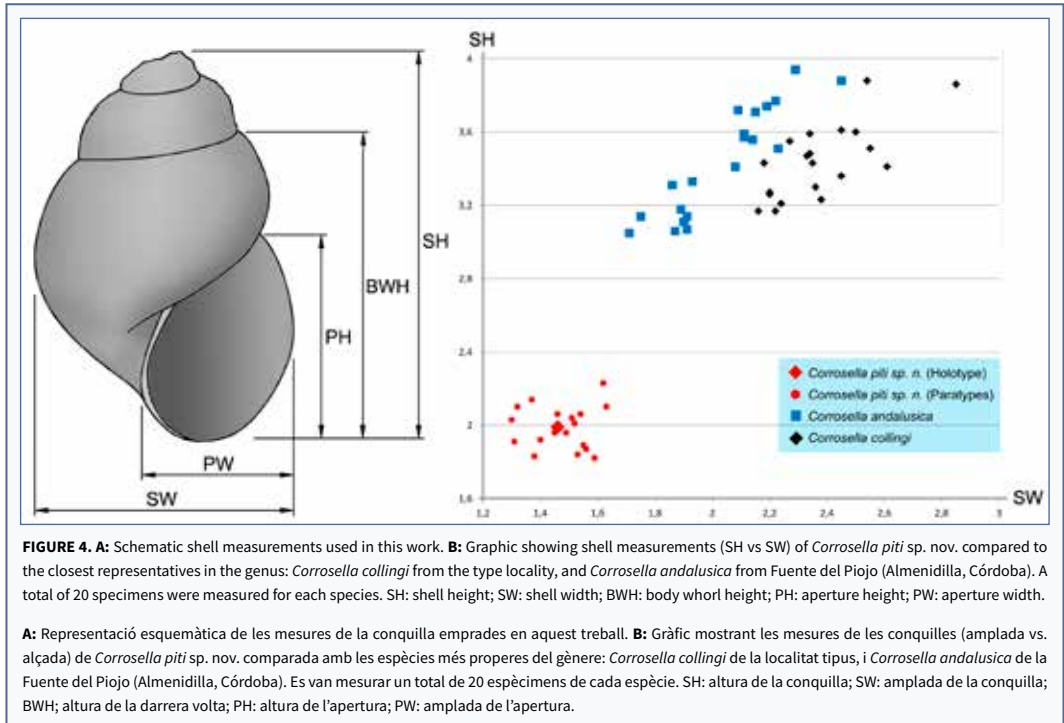 SH
BWH
PH
PW
SW
SH
4
3,6
3,2
2,8
2,4
2
1,6
1,2
1,4
1,6
1,8
2
2,2
2,4
2,6
2,8
3
SW
Corrosella piti sp. n. (Holotype)
Corrosella piti sp. n. (Paratypes)
Corrosella andalusica
Corrosella collingi
FIGURE 4. A: Schematic shell measurements used in this work. B: Graphic showing shell measurements (SH vs SW) of Corrosella piti sp. nov. compared to
the closest representatives in the genus: Corrosella collingi from the type locality, and Corrosella andalusica from Fuente del Piojo (Almenidilla, Córdoba). A
total of 20 specimens were measured for each species. SH: shell height; SW: shell width; BWH: body whorl height; PH: aperture height; PW: aperture width.
A: Representació esquemàtica de les mesures de la conquilla emprades en aquest treball. B: Gràfic mostrant les mesures de les conquilles (amplada vs.
alçada) de Corrosella piti sp. nov. comparada amb les espècies més properes del gènere: Corrosella collingi de la localitat tipus, i Corrosella andalusica de la
Fuente del Piojo (Almenidilla, Córdoba). Es van mesurar un total de 20 espècimens de cada espècie. SH: altura de la conquilla; SW: amplada de la conquilla;
BWH; altura de la darrera volta; PH: altura de l'apertura; PW: amplada de l'apertura.